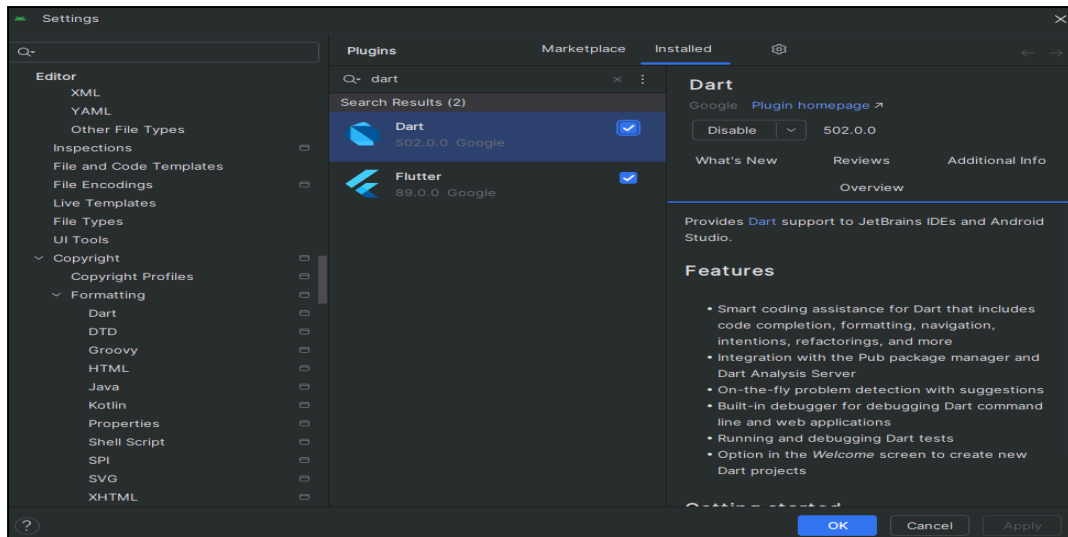 Settings
Editor
XML
YAML
Other File Types
Inspections
File and Code Templates
File Encodings
Live Templates
File Types
UI Tools
Copyright
Copyright Profiles
Formatting
Dart
DTD
Groovy
HTML
Java
Kotlin
Properties
Shell Script
SPI
SVG
XHTML
?
Plugins
Marketplace
Installed
dart
Search Results (2)
Dart
502.0.0 Google
Flutter
89.0.0 Google
Dart
Google Plugin homepage ↗
Disable
502.0.0
What's New
Reviews
Additional Info
Overview
Provides Dart support to JetBrains IDEs and Android
Studio.
Features
• Smart coding assistance for Dart that includes
code completion, formatting, navigation,
intentions, refactorings, and more
• Integration with the Pub package manager and
Dart Analysis Server
• On-the-fly problem detection with suggestions
• Built-in debugger for debugging Dart command
line and web applications
• Running and debugging Dart tests
• Option in the Welcome screen to create new
Dart projects
Getting started
OK
Cancel
Apply